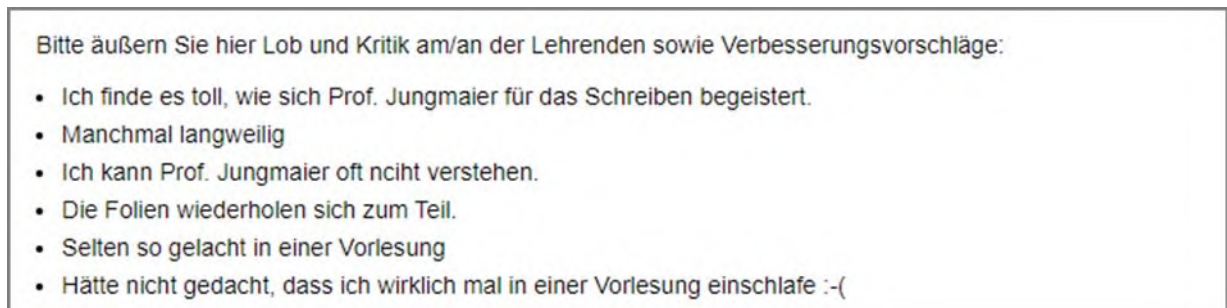 Bitte äußern Sie hier Lob und Kritik am/an der Lehrenden sowie Verbesserungsvorschläge:
• Ich finde es toll, wie sich Prof. Jungmaier für das Schreiben begeistert.
• Manchmal langweilig
• Ich kann Prof. Jungmaier oft nciht verstehen.
• Die Folien wiederholen sich zum Teil.
• Selten so gelacht in einer Vorlesung
• Hätte nicht gedacht, dass ich wirklich mal in einer Vorlesung einschlafe :-(